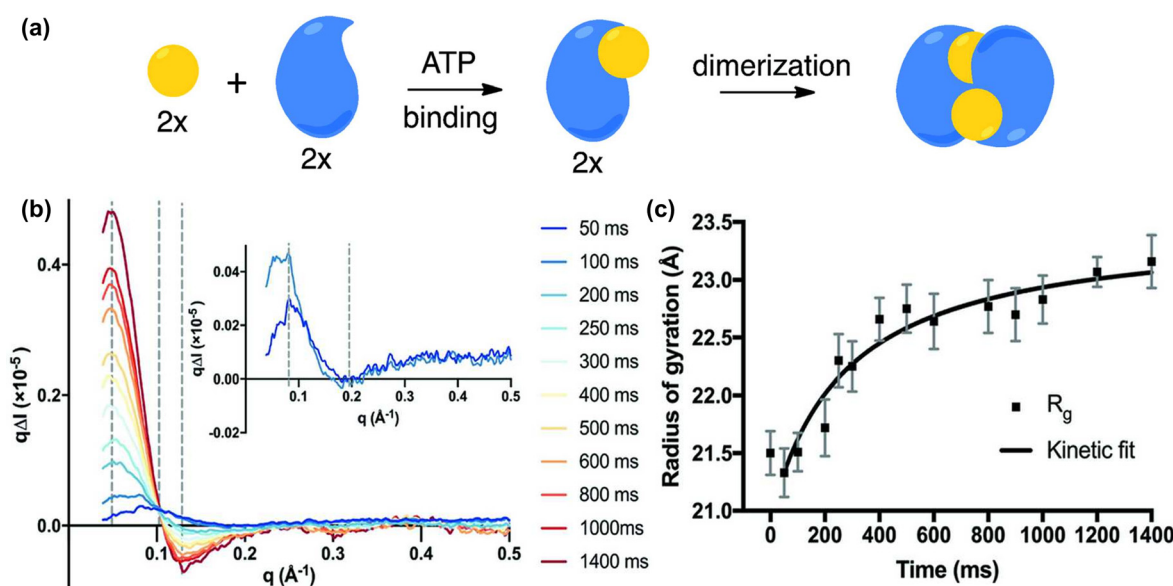 (a)
2x
+
2x
ATP
binding
2x
dimerization
(b)
qΔI (×10⁻⁵)
0.4
0.2
0.0
0.1
0.2
0.3
0.4
0.5
q (Å⁻¹)
qΔI (×10⁻⁵)
0.04
0.02
0.00
-0.02
0.0
0.1
0.2
0.3
0.4
0.5
q (Å⁻¹)
50 ms
100 ms
200 ms
250 ms
300 ms
400 ms
500 ms
600 ms
800 ms
1000ms
1400 ms
(c)
Radius of gyration (Å)
23.5
23.0
22.5
22.0
21.5
21.0
0 200 400 600 800 1000 1200 1400
Time (ms)
Rg
Kinetic fit